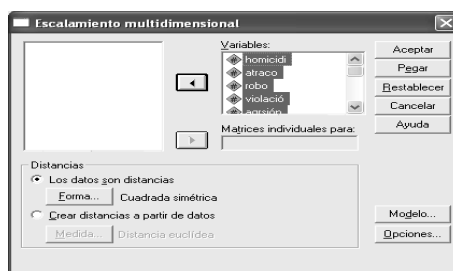 Escalamiento multidimensional
Variables:
homicidi
atraco
robo
violació
agrsión
Matrices individuales para:
Aceptar
Pegar
Restablecer
Cancelar
Ayuda
Distancias
Los datos son distancias
Forma... Cuadrada simétrica
Crear distancias a partir de datos
Medida... Distancia euclídea
Modelo...
Opciones...